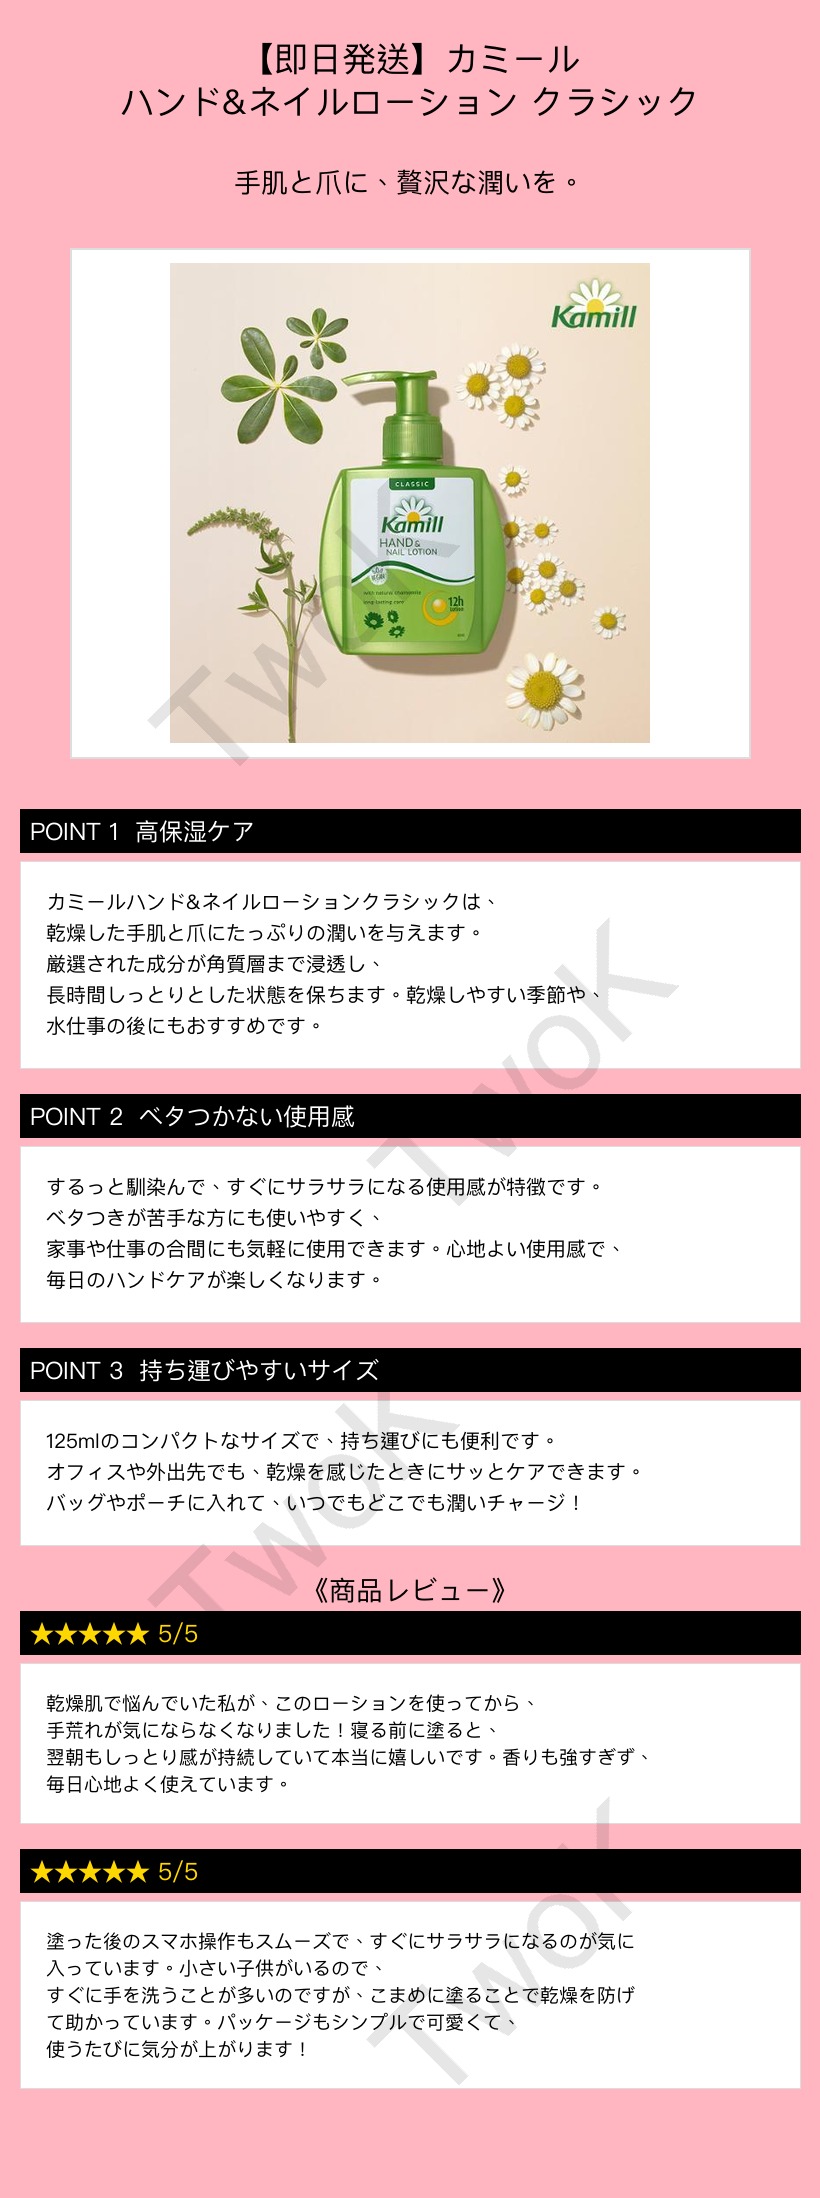 【即日発送】カミール
ハンド&ネイルローション クラシック
手肌と爪に、贅沢な潤いを。
Kamill
CLASSIC
Kamill
HAND &
NAIL LOTION
with natural chamomile
long-lasting care
12h
TwoK
POINT 1 高保湿ケア
カミールハンド&ネイルローションクラシックは、
乾燥した手肌と爪にたっぷりの潤いを与えます。
厳選された成分が角質層まで浸透し、
長時間しっとりとした状態を保ちます。乾燥しやすい季節や、
水仕事の後にもおすすめです。
TwoK
POINT 2 ベタつかない使用感
するっと馴染んで、すぐにサラサラになる使用感が特徴です。
ベタつきが苦手な方にも使いやすく、
家事や仕事の合間にも気軽に使用できます。心地よい使用感で、
毎日のハンドケアが楽しくなります。
POINT 3 持ち運びやすいサイズ
125mlのコンパクトなサイズで、持ち運びにも便利です。
オフィスや外出先でも、乾燥を感じたときにサッとケアできます。
バッグやポーチに入れて、いつでもどこでも潤いチャージ！
TwoK
《商品レビュー》
★★★★★ 5/5
乾燥肌で悩んでいた私が、このローションを使ってから、
手荒れが気にならなくなりました！寝る前に塗ると、
翌朝もしっとり感が持続していて本当に嬉しいです。香りも強すぎず、
毎日心地よく使えています。
★★★★★ 5/5
塗った後のスマホ操作もスムーズで、すぐにサラサラになるのが気に
入っています。小さい子供がいるので、
すぐに手を洗うことが多いのですが、こまめに塗ることで乾燥を防げ
て助かっています。パッケージもシンプルで可愛くて、
使うたびに気分が上がります！
TwoK